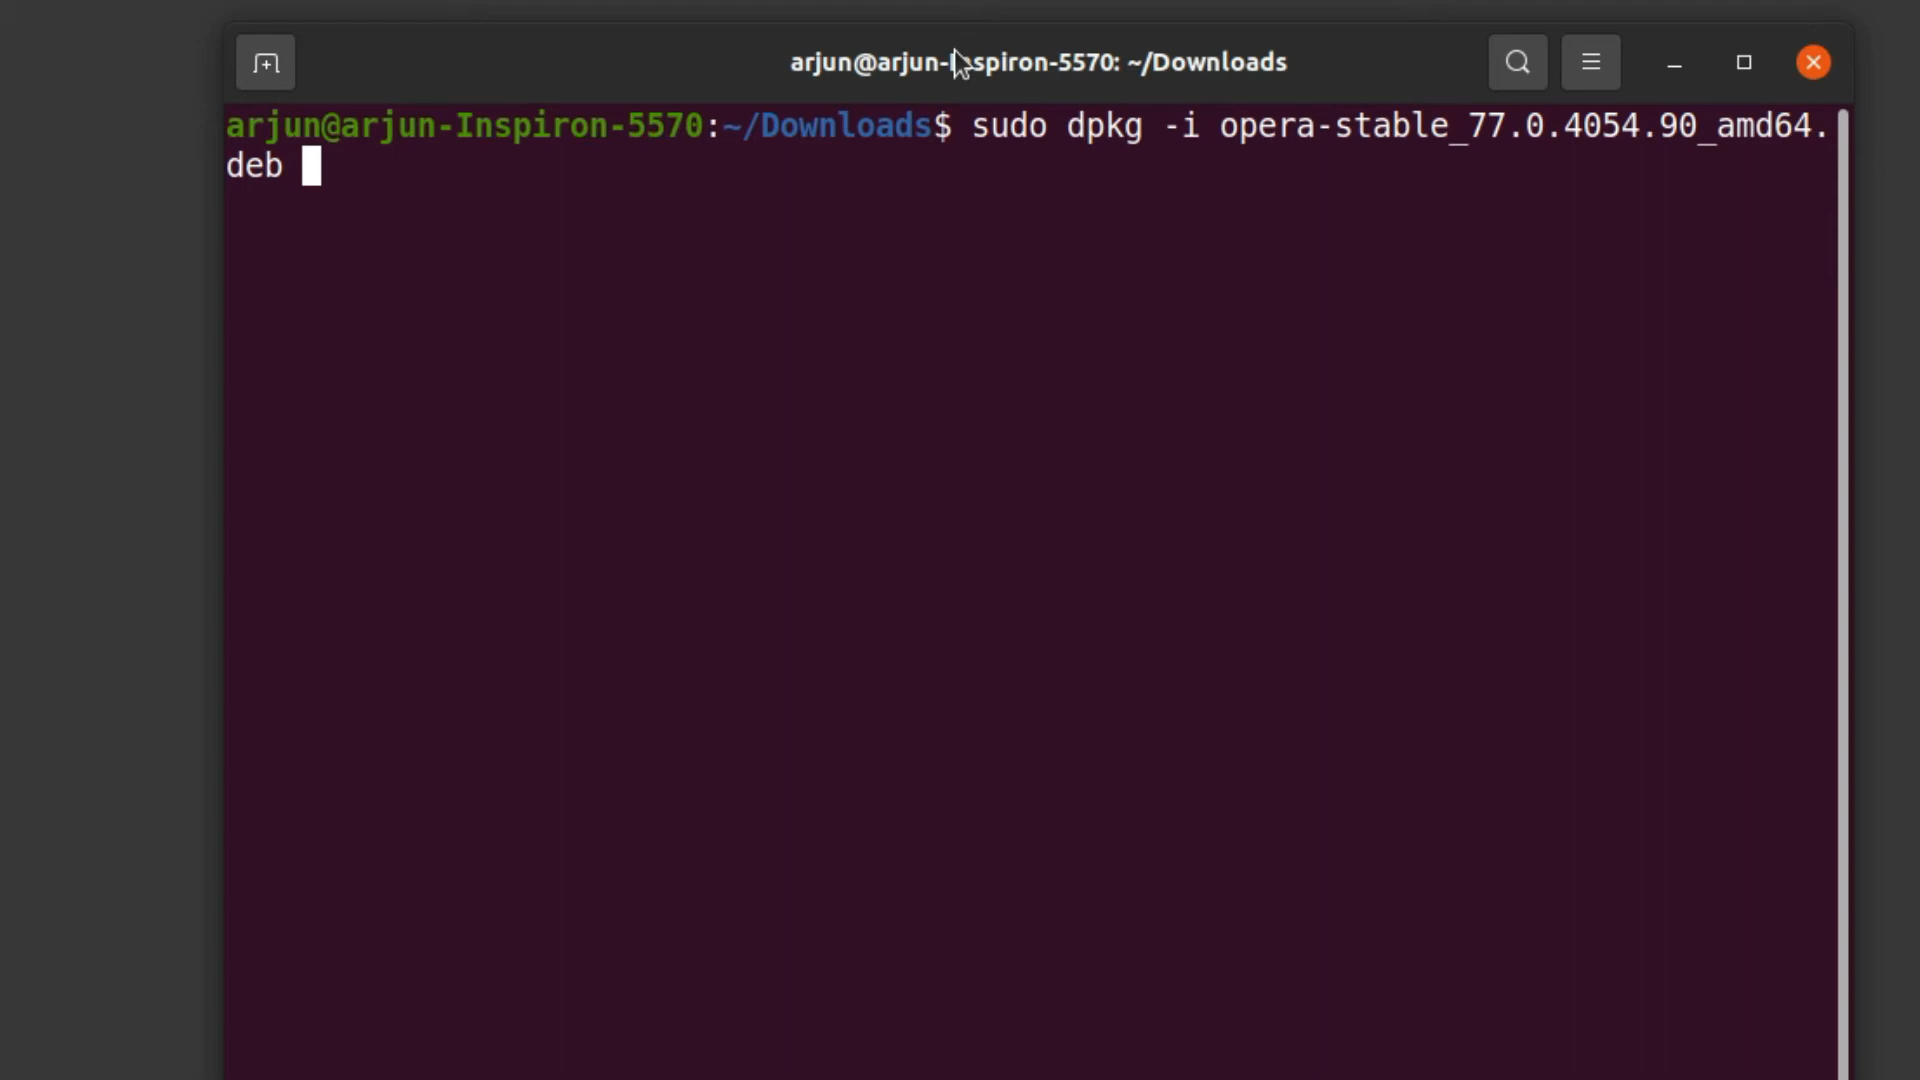 arjun@arjun-Inspiron-5570: ~/Downloads
arjun@arjun-Inspiron-5570:~/Downloads$ sudo dpkg -i opera-stable_77.0.4054.90_amd64.
deb